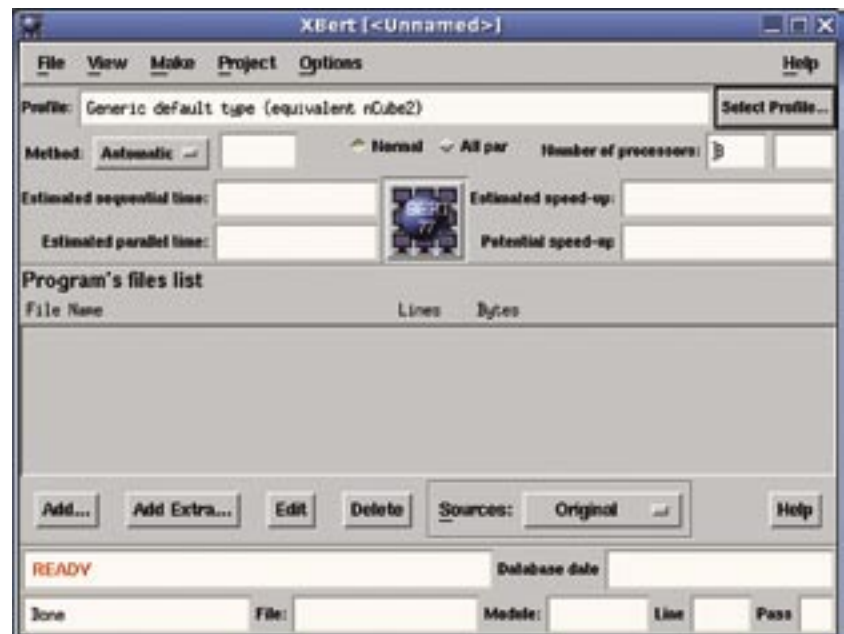 XBert [<Unnamed>]
File View Make Project Options Help
Profile: Generic default type (equivalent nCube2) Select Profile...
Method: Automatic Normal All par Number of processors:
Estimated sequential time: Estimated speed-up:
BERT
77
Estimated parallel time: Potential speed-up
Program's files list
File Name Lines Bytes
Add... Add Extra... Edit Delete Sources: Original Help
READY Database date
Done File: Module: Line Pass